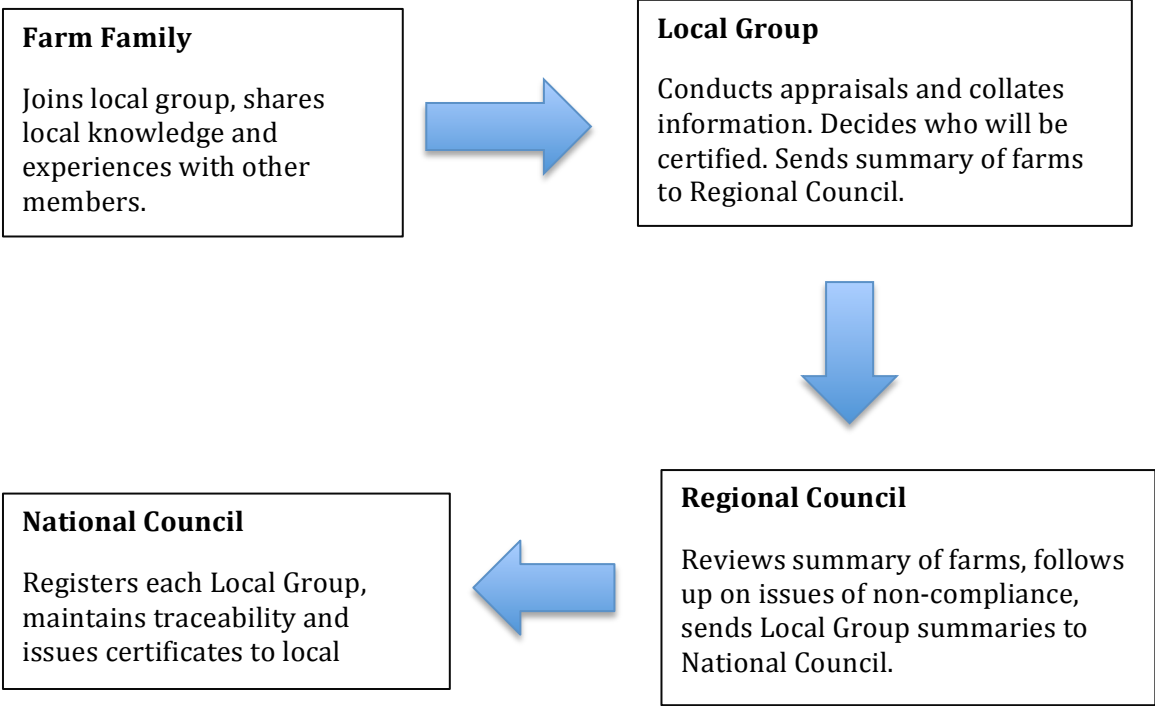 Farm Family
Joins local group, shares
local knowledge and
experiences with other
members.
Local Group
Conducts appraisals and collates
information. Decides who will be
certified. Sends summary of farms
to Regional Council.
Regional Council
Reviews summary of farms, follows
up on issues of non-compliance,
sends Local Group summaries to
National Council.
National Council
Registers each Local Group,
maintains traceability and
issues certificates to local